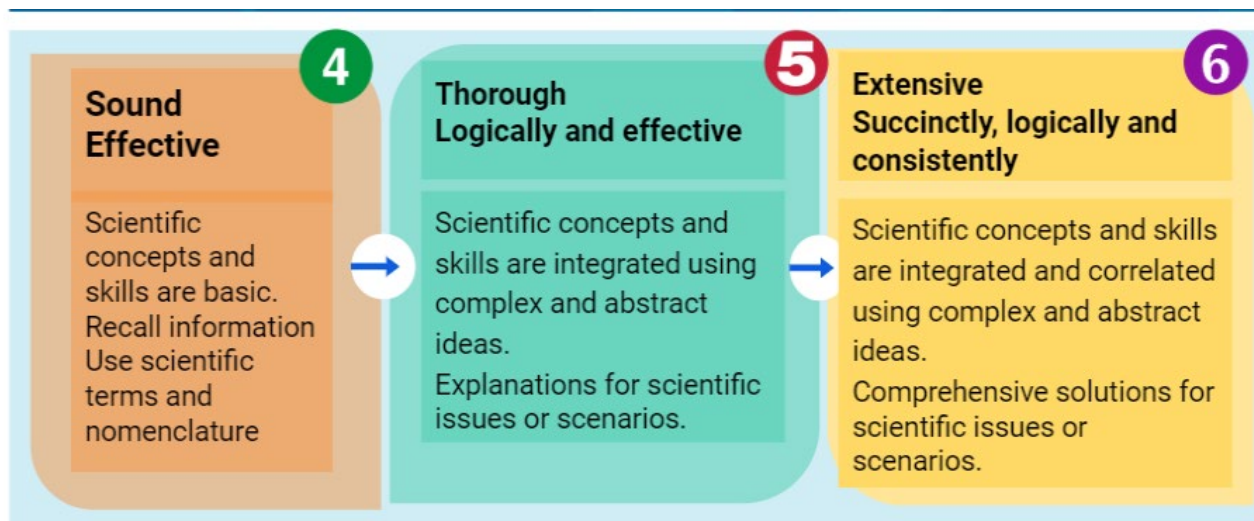 4
Sound
Effective
Scientific
concepts and
skills are basic.
Recall information
Use scientific
terms and
nomenclature
5
Thorough
Logically and effective
Scientific concepts and
skills are integrated using
complex and abstract
ideas.
Explanations for scientific
issues or scenarios.
6
Extensive
Succinctly, logically and
consistently
Scientific concepts and skills
are integrated and correlated
using complex and abstract
ideas.
Comprehensive solutions for
scientific issues or
scenarios.